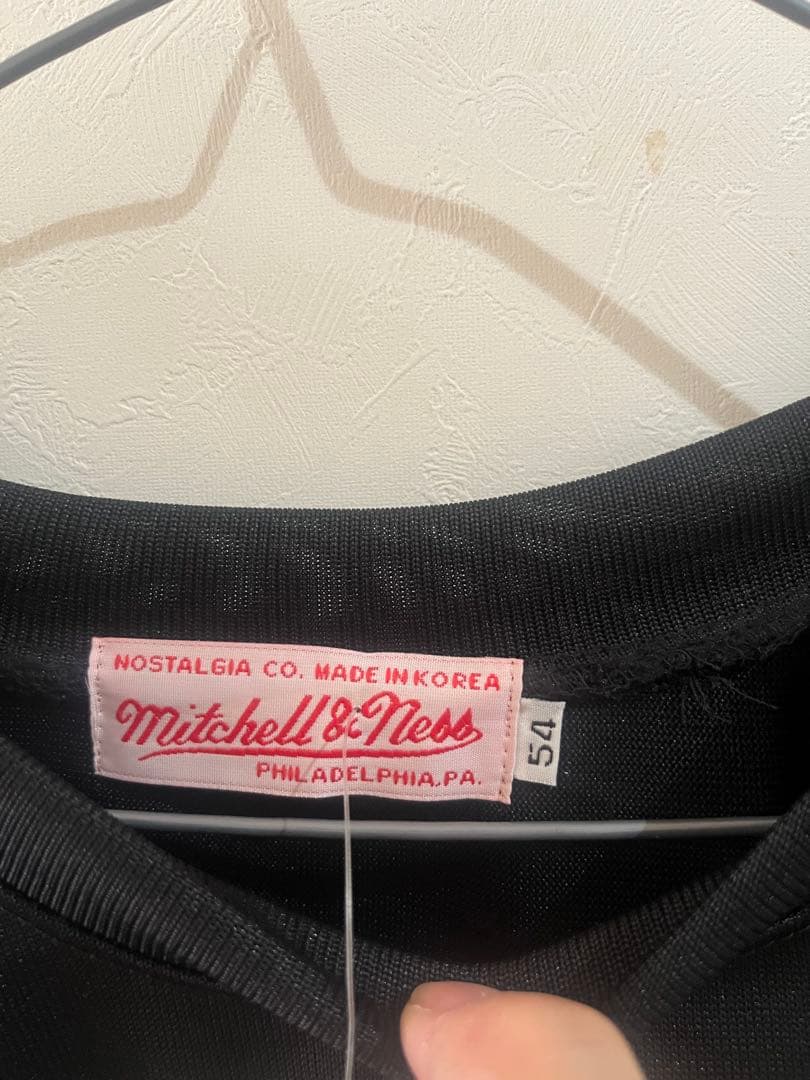 NOSTALGIA CO. MADE IN KOREA
Mitchell & Ness
PHILADELPHIA, PA.
54